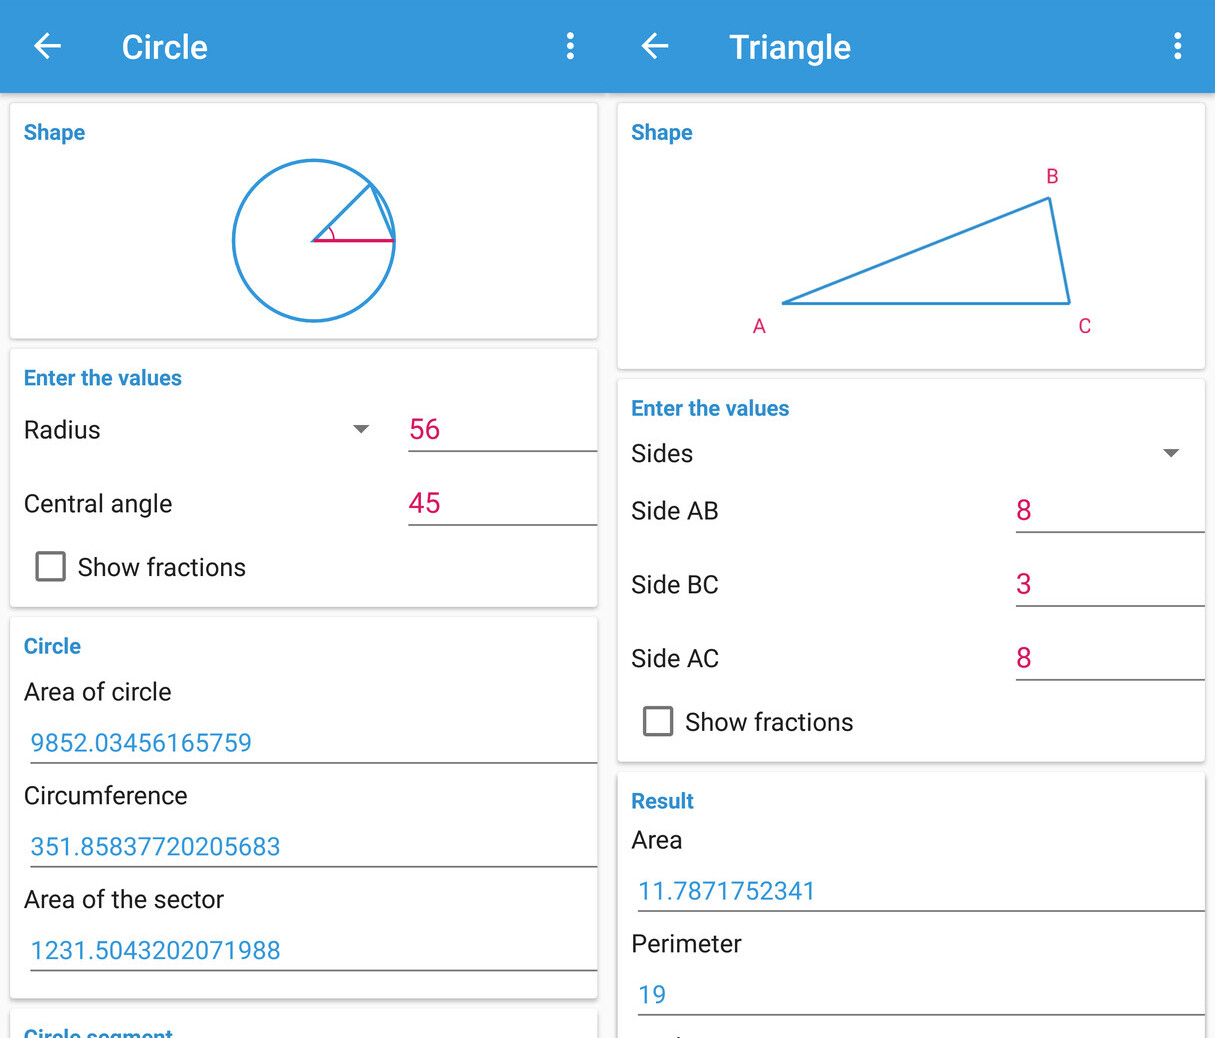 Circle
Shape
Enter the values
Radius 56
Central angle 45
Show fractions
Circle
Area of circle
9852.03456165759
Circumference
351.85837720205683
Area of the sector
1231.5043202071988
Circle segment
Triangle
Shape
B
A
C
Enter the values
Sides
Side AB 8
Side BC 3
Side AC 8
Show fractions
Result
Area
11.7871752341
Perimeter
19